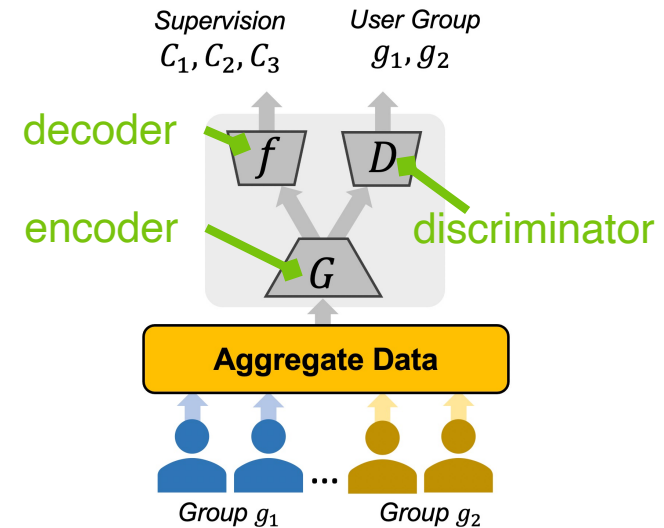 Supervision
C₁, C₂, C₃
User Group
g₁, g₂
decoder
f
D
encoder
discriminator
G
Aggregate Data
...
Group g₁
Group g₂